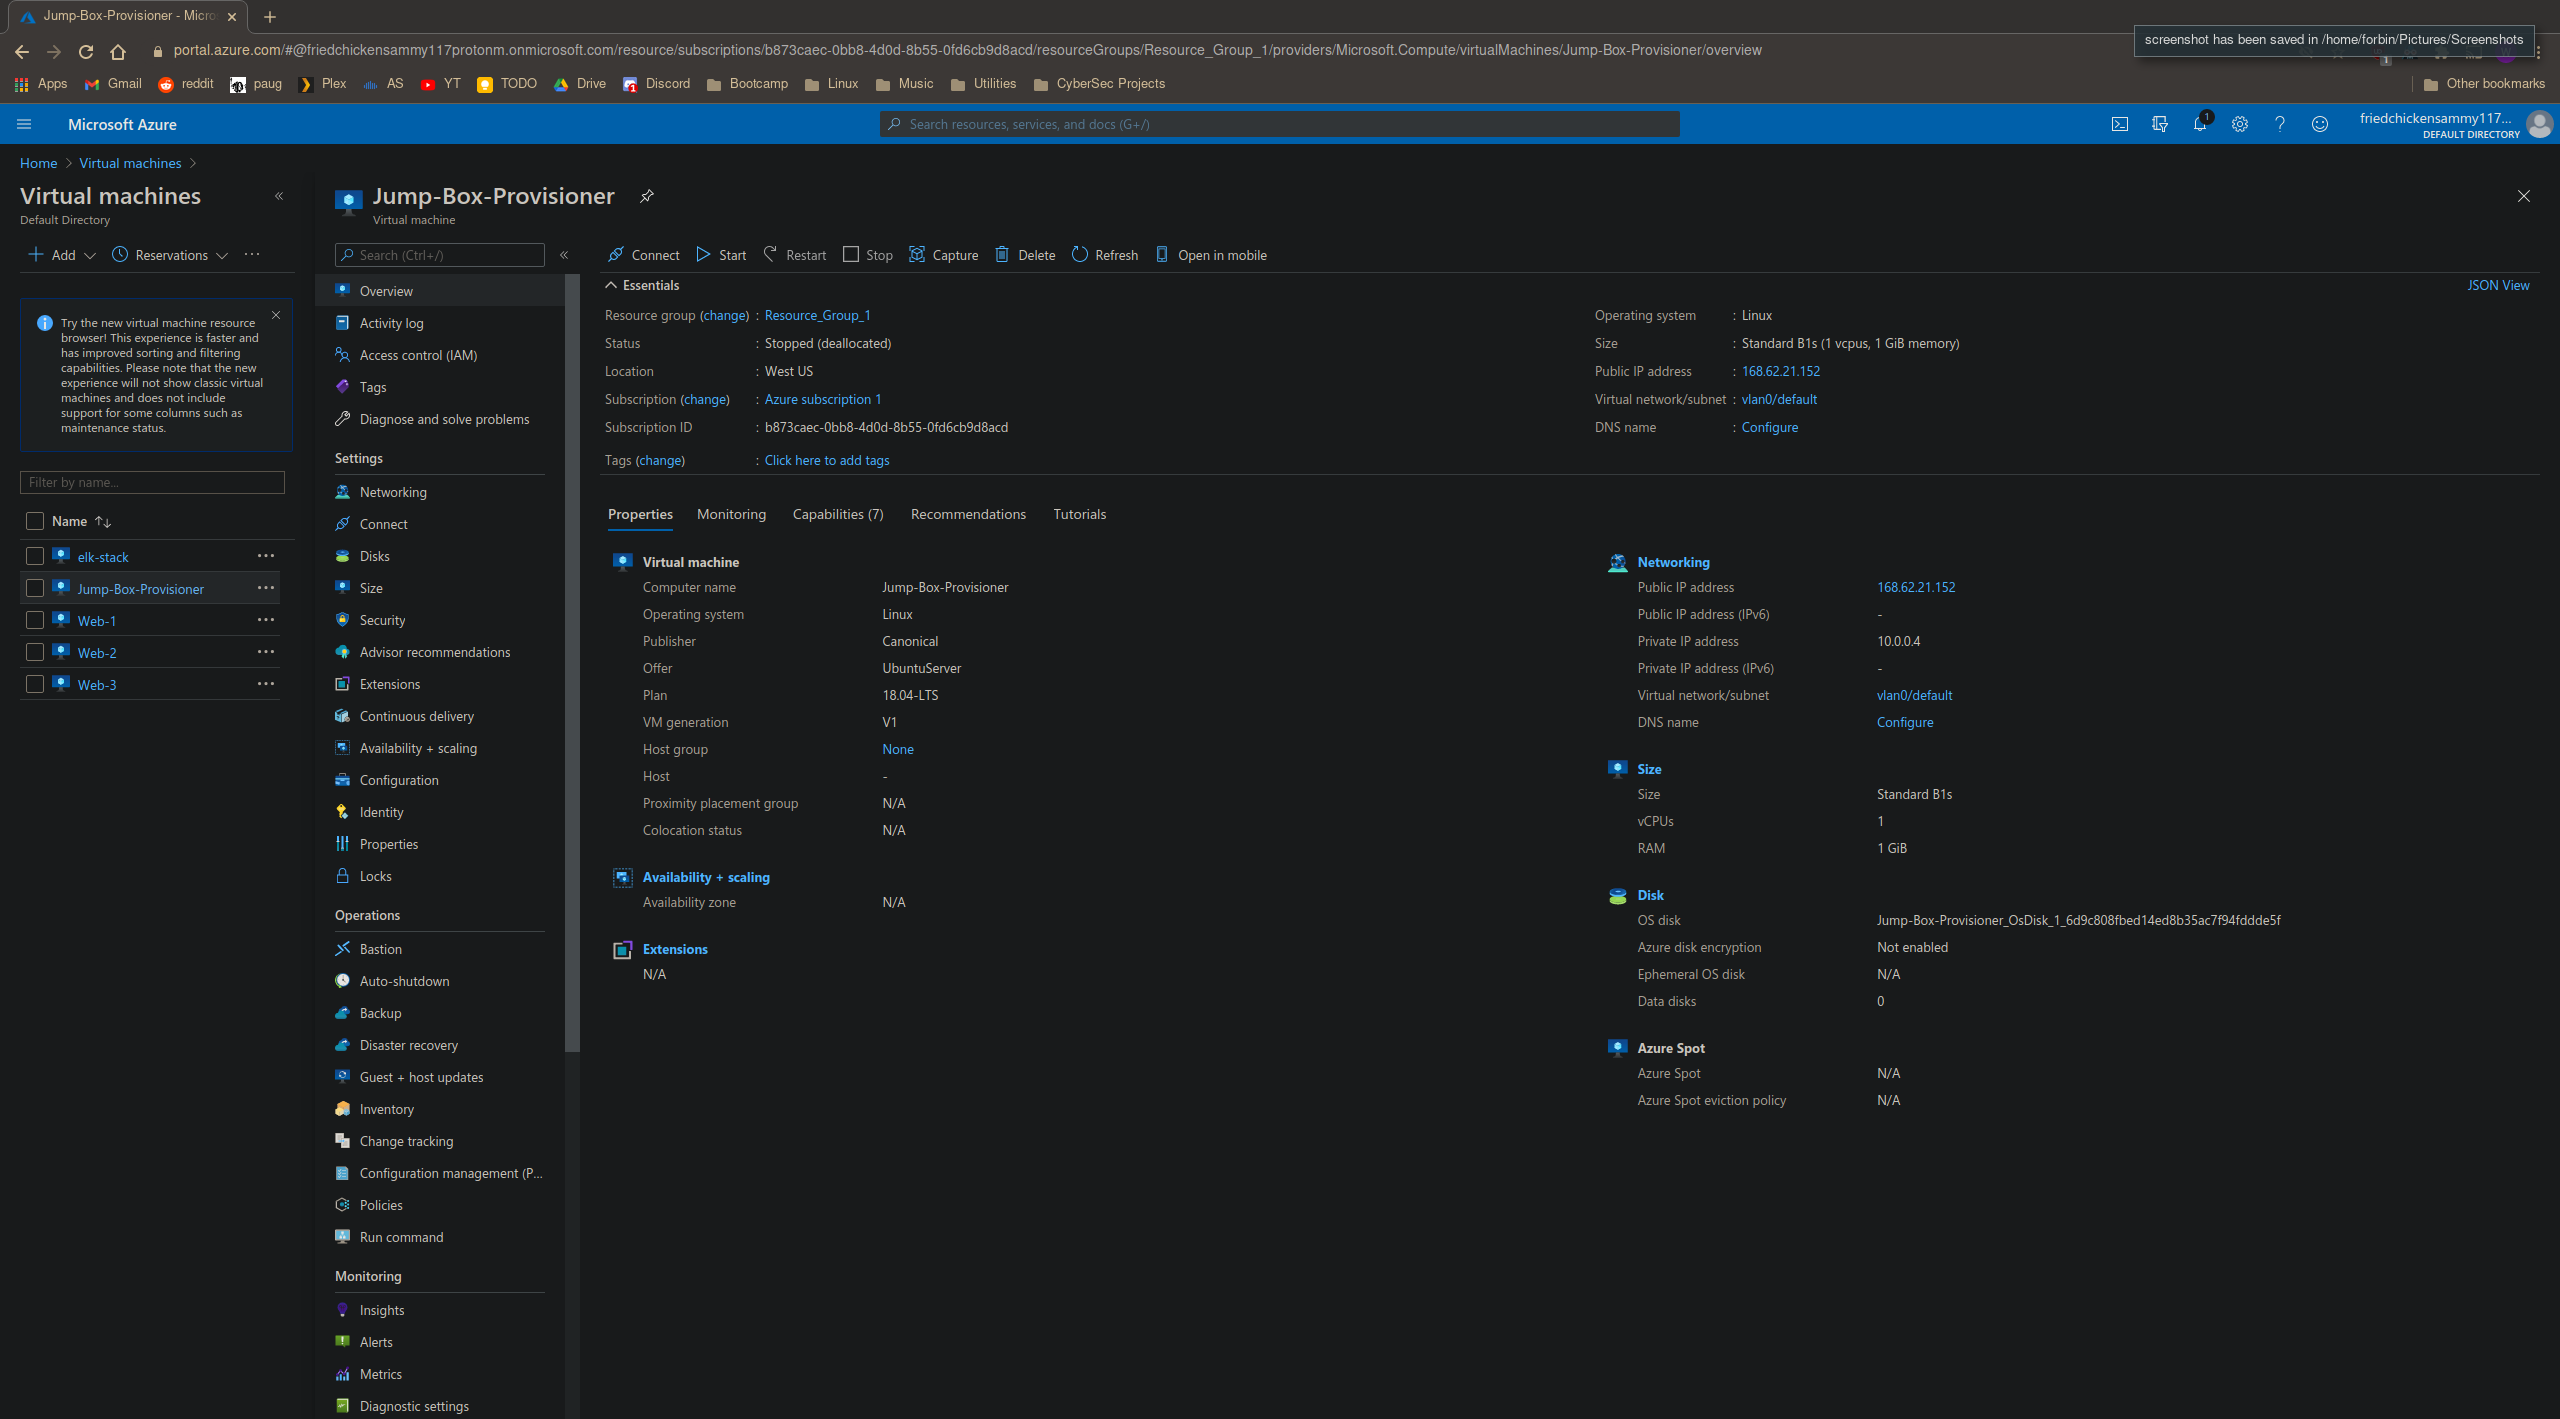 Jump-Box-Provisioner - Micro
portal.azure.com/#@friedchickensammy117protonm.onmicrosoft.com/resource/subscriptions/b873caec-0bb8-4d0d-8b55-0fd6cb9d8acd/resourceGroups/Resource_Group_1/providers/Microsoft.Compute/virtualMachines/Jump-Box-Provisioner/overview
screenshot has been saved in /home/forbin/Pictures/Screenshots
Apps Gmail reddit paug Plex AS YT TODO Drive Discord Bootcamp Linux Music Utilities CyberSec Projects Other bookmarks
Microsoft Azure
Search resources, services, and docs (G+/)
1
friedchickensammy117...
DEFAULT DIRECTORY
Home > Virtual machines >
Virtual machines
Default Directory
Add
Reservations
Try the new virtual machine resource
browser! This experience is faster and
has improved sorting and filtering
capabilities. Please note that the new
experience will not show classic virtual
machines and does not include
support for some columns such as
maintenance status.
Filter by name...
Name
elk-stack
Jump-Box-Provisioner
Web-1
Web-2
Web-3
Jump-Box-Provisioner
Virtual machine
Search (Ctrl+/)
Overview
Activity log
Access control (IAM)
Tags
Diagnose and solve problems
Settings
Networking
Connect
Disks
Size
Security
Advisor recommendations
Extensions
Continuous delivery
Availability + scaling
Configuration
Identity
Properties
Locks
Operations
Bastion
Auto-shutdown
Backup
Disaster recovery
Guest + host updates
Inventory
Change tracking
Configuration management (P...
Policies
Run command
Monitoring
Insights
Alerts
Metrics
Diagnostic settings
Connect Start Restart Stop Capture Delete Refresh Open in mobile
Essentials
JSON View
Resource group (change) : Resource_Group_1
Status : Stopped (deallocated)
Location : West US
Subscription (change) : Azure subscription 1
Subscription ID : b873caec-0bb8-4d0d-8b55-0fd6cb9d8acd
Tags (change) : Click here to add tags
Operating system : Linux
Size : Standard B1s (1 vcpus, 1 GiB memory)
Public IP address : 168.62.21.152
Virtual network/subnet : vlan0/default
DNS name : Configure
Properties Monitoring Capabilities (7) Recommendations Tutorials
Virtual machine
Computer name Jump-Box-Provisioner
Operating system Linux
Publisher Canonical
Offer UbuntuServer
Plan 18.04-LTS
VM generation V1
Host group None
Host -
Proximity placement group N/A
Colocation status N/A
Availability + scaling
Availability zone N/A
Extensions
N/A
Networking
Public IP address 168.62.21.152
Public IP address (IPv6) -
Private IP address 10.0.0.4
Private IP address (IPv6) -
Virtual network/subnet vlan0/default
DNS name Configure
Size
Size Standard B1s
vCPUs 1
RAM 1 GiB
Disk
OS disk Jump-Box-Provisioner_OsDisk_1_6d9c808fbed14ed8b35ac7f94fddde5f
Azure disk encryption Not enabled
Ephemeral OS disk N/A
Data disks 0
Azure Spot
Azure Spot N/A
Azure Spot eviction policy N/A